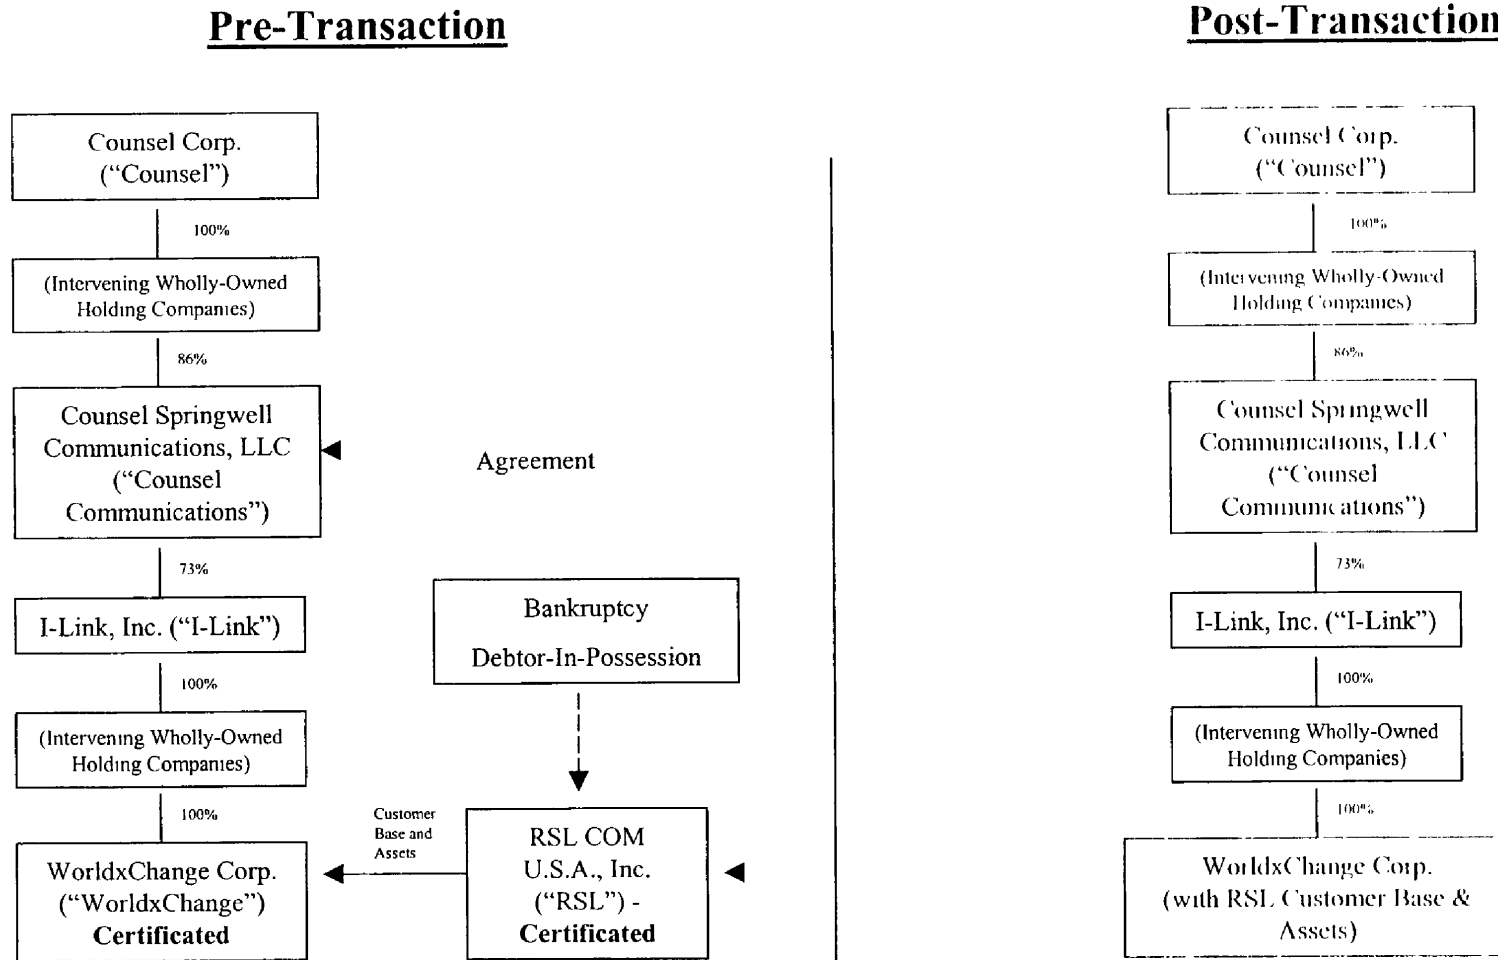 Pre-Transaction
Counsel Corp.
(“Counsel”)
100%
(Intervening Wholly-Owned
Holding Companies)
86%
Counsel Springwell
Communications, LLC
(“Counsel
Communications”)
73%
I-Link, Inc. (“I-Link”)
100%
(Intervening Wholly-Owned
Holding Companies)
100%
WorldxChange Corp.
(“WorldxChange”)
Certificated
Agreement
Bankruptcy
Debtor-In-Possession
Customer
Base and
Assets
RSL COM
U.S.A., Inc.
(“RSL”) -
Certificated
Post-Transaction
Counsel Corp.
(“Counsel”)
100%
(Intervening Wholly-Owned
Holding Companies)
86%
Counsel Springwell
Communications, LLC
(“Counsel
Communications”)
73%
I-Link, Inc. (“I-Link”)
100%
(Intervening Wholly-Owned
Holding Companies)
100%
WorldxChange Corp.
(with RSL Customer Base &
Assets)